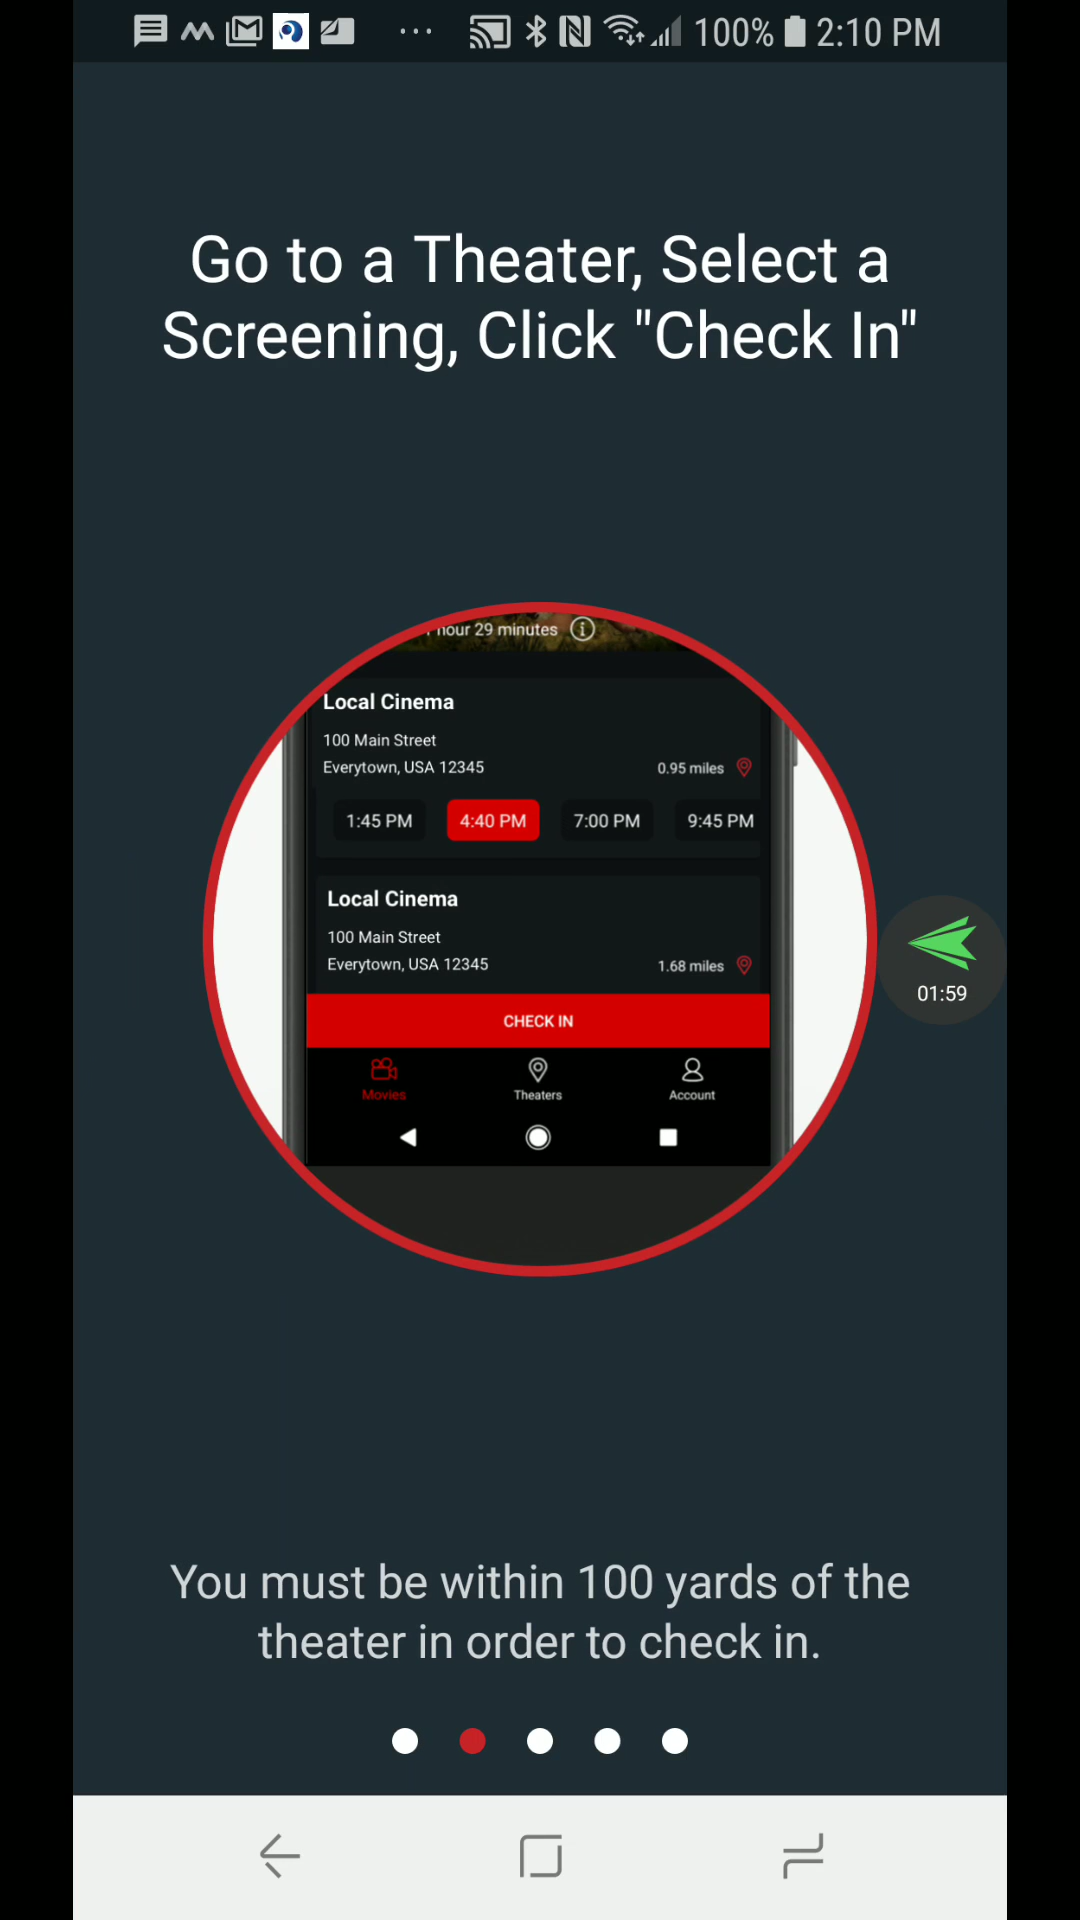 100% 2:10 PM
Go to a Theater, Select a
Screening, Click "Check In"
hour 29 minutes
Local Cinema
100 Main Street
Everytown, USA 12345
0.95 miles
1:45 PM 4:40 PM 7:00 PM 9:45 PM
Local Cinema
100 Main Street
Everytown, USA 12345
1.68 miles
01:59
CHECK IN
Movies Theaters Account
You must be within 100 yards of the
theater in order to check in.